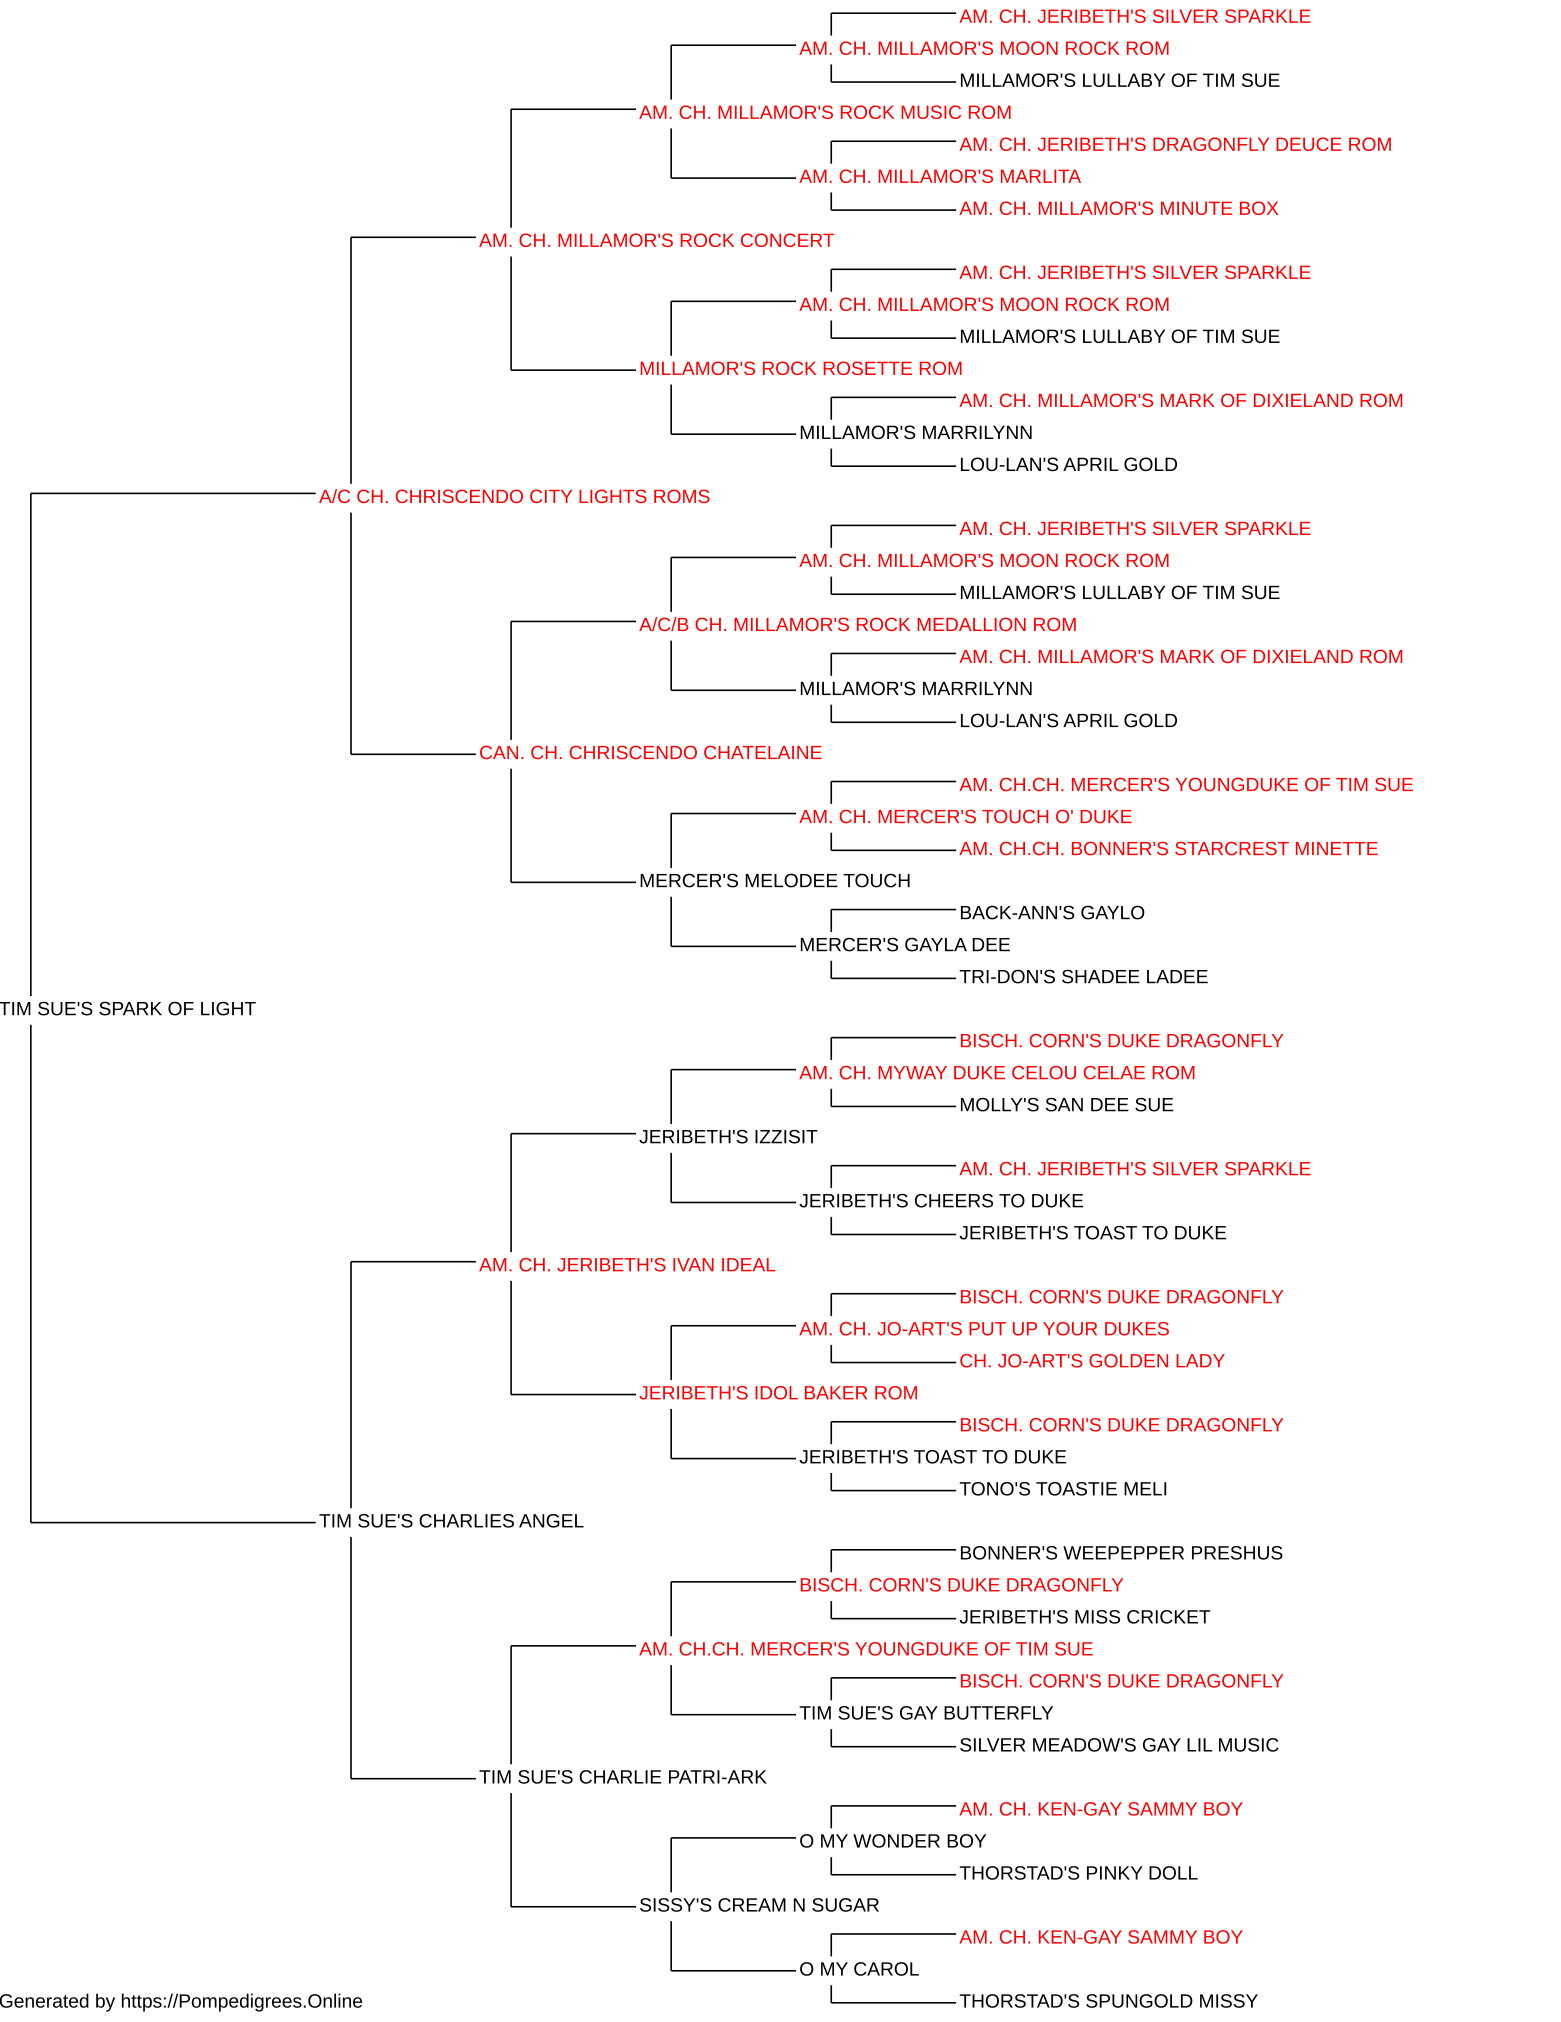 AM. CH. JERIBETH'S SILVER SPARKLE
AM. CH. MILLAMOR'S MOON ROCK ROM
MILLAMOR'S LULLABY OF TIM SUE
AM. CH. MILLAMOR'S ROCK MUSIC ROM
AM. CH. JERIBETH'S DRAGONFLY DEUCE ROM
AM. CH. MILLAMOR'S MARLITA
AM. CH. MILLAMOR'S MINUTE BOX
AM. CH. MILLAMOR'S ROCK CONCERT
AM. CH. JERIBETH'S SILVER SPARKLE
AM. CH. MILLAMOR'S MOON ROCK ROM
MILLAMOR'S LULLABY OF TIM SUE
MILLAMOR'S ROCK ROSETTE ROM
AM. CH. MILLAMOR'S MARK OF DIXIELAND ROM
MILLAMOR'S MARRILYNN
LOU-LAN'S APRIL GOLD
A/C CH. CHRISCENDO CITY LIGHTS ROMS
AM. CH. JERIBETH'S SILVER SPARKLE
AM. CH. MILLAMOR'S MOON ROCK ROM
MILLAMOR'S LULLABY OF TIM SUE
A/C/B CH. MILLAMOR'S ROCK MEDALLION ROM
AM. CH. MILLAMOR'S MARK OF DIXIELAND ROM
MILLAMOR'S MARRILYNN
LOU-LAN'S APRIL GOLD
CAN. CH. CHRISCENDO CHATELAINE
AM. CH.CH. MERCER'S YOUNGDUKE OF TIM SUE
AM. CH. MERCER'S TOUCH O' DUKE
AM. CH.CH. BONNER'S STARCREST MINETTE
MERCER'S MELODEE TOUCH
BACK-ANN'S GAYLO
MERCER'S GAYLA DEE
TRI-DON'S SHADEE LADEE
TIM SUE'S SPARK OF LIGHT
BISCH. CORN'S DUKE DRAGONFLY
AM. CH. MYWAY DUKE CELOU CELAE ROM
MOLLY'S SAN DEE SUE
JERIBETH'S IZZISIT
AM. CH. JERIBETH'S SILVER SPARKLE
JERIBETH'S CHEERS TO DUKE
JERIBETH'S TOAST TO DUKE
AM. CH. JERIBETH'S IVAN IDEAL
BISCH. CORN'S DUKE DRAGONFLY
AM. CH. JO-ART'S PUT UP YOUR DUKES
CH. JO-ART'S GOLDEN LADY
JERIBETH'S IDOL BAKER ROM
BISCH. CORN'S DUKE DRAGONFLY
JERIBETH'S TOAST TO DUKE
TONO'S TOASTIE MELI
TIM SUE'S CHARLIES ANGEL
BONNER'S WEEPEPPER PRESHUS
BISCH. CORN'S DUKE DRAGONFLY
JERIBETH'S MISS CRICKET
AM. CH.CH. MERCER'S YOUNGDUKE OF TIM SUE
BISCH. CORN'S DUKE DRAGONFLY
TIM SUE'S GAY BUTTERFLY
SILVER MEADOW'S GAY LIL MUSIC
TIM SUE'S CHARLIE PATRI-ARK
AM. CH. KEN-GAY SAMMY BOY
O MY WONDER BOY
THORSTAD'S PINKY DOLL
SISSY'S CREAM N SUGAR
AM. CH. KEN-GAY SAMMY BOY
O MY CAROL
THORSTAD'S SPUNGOLD MISSY
Generated by https://Pompedigrees.Online